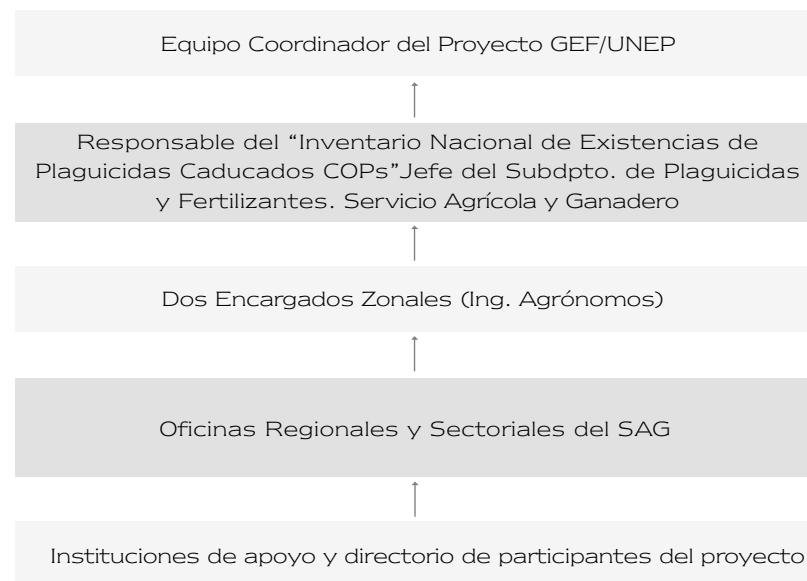 Equipo Coordinador del Proyecto GEF/UNEP
Responsable del “Inventario Nacional de Existencias de
Plaguicidas Caducados COPs”Jefe del Subdpto. de Plaguicidas
y Fertilizantes. Servicio Agrícola y Ganadero
Dos Encargados Zonales (Ing. Agrónomos)
Oficinas Regionales y Sectoriales del SAG
Instituciones de apoyo y directorio de participantes del proyecto